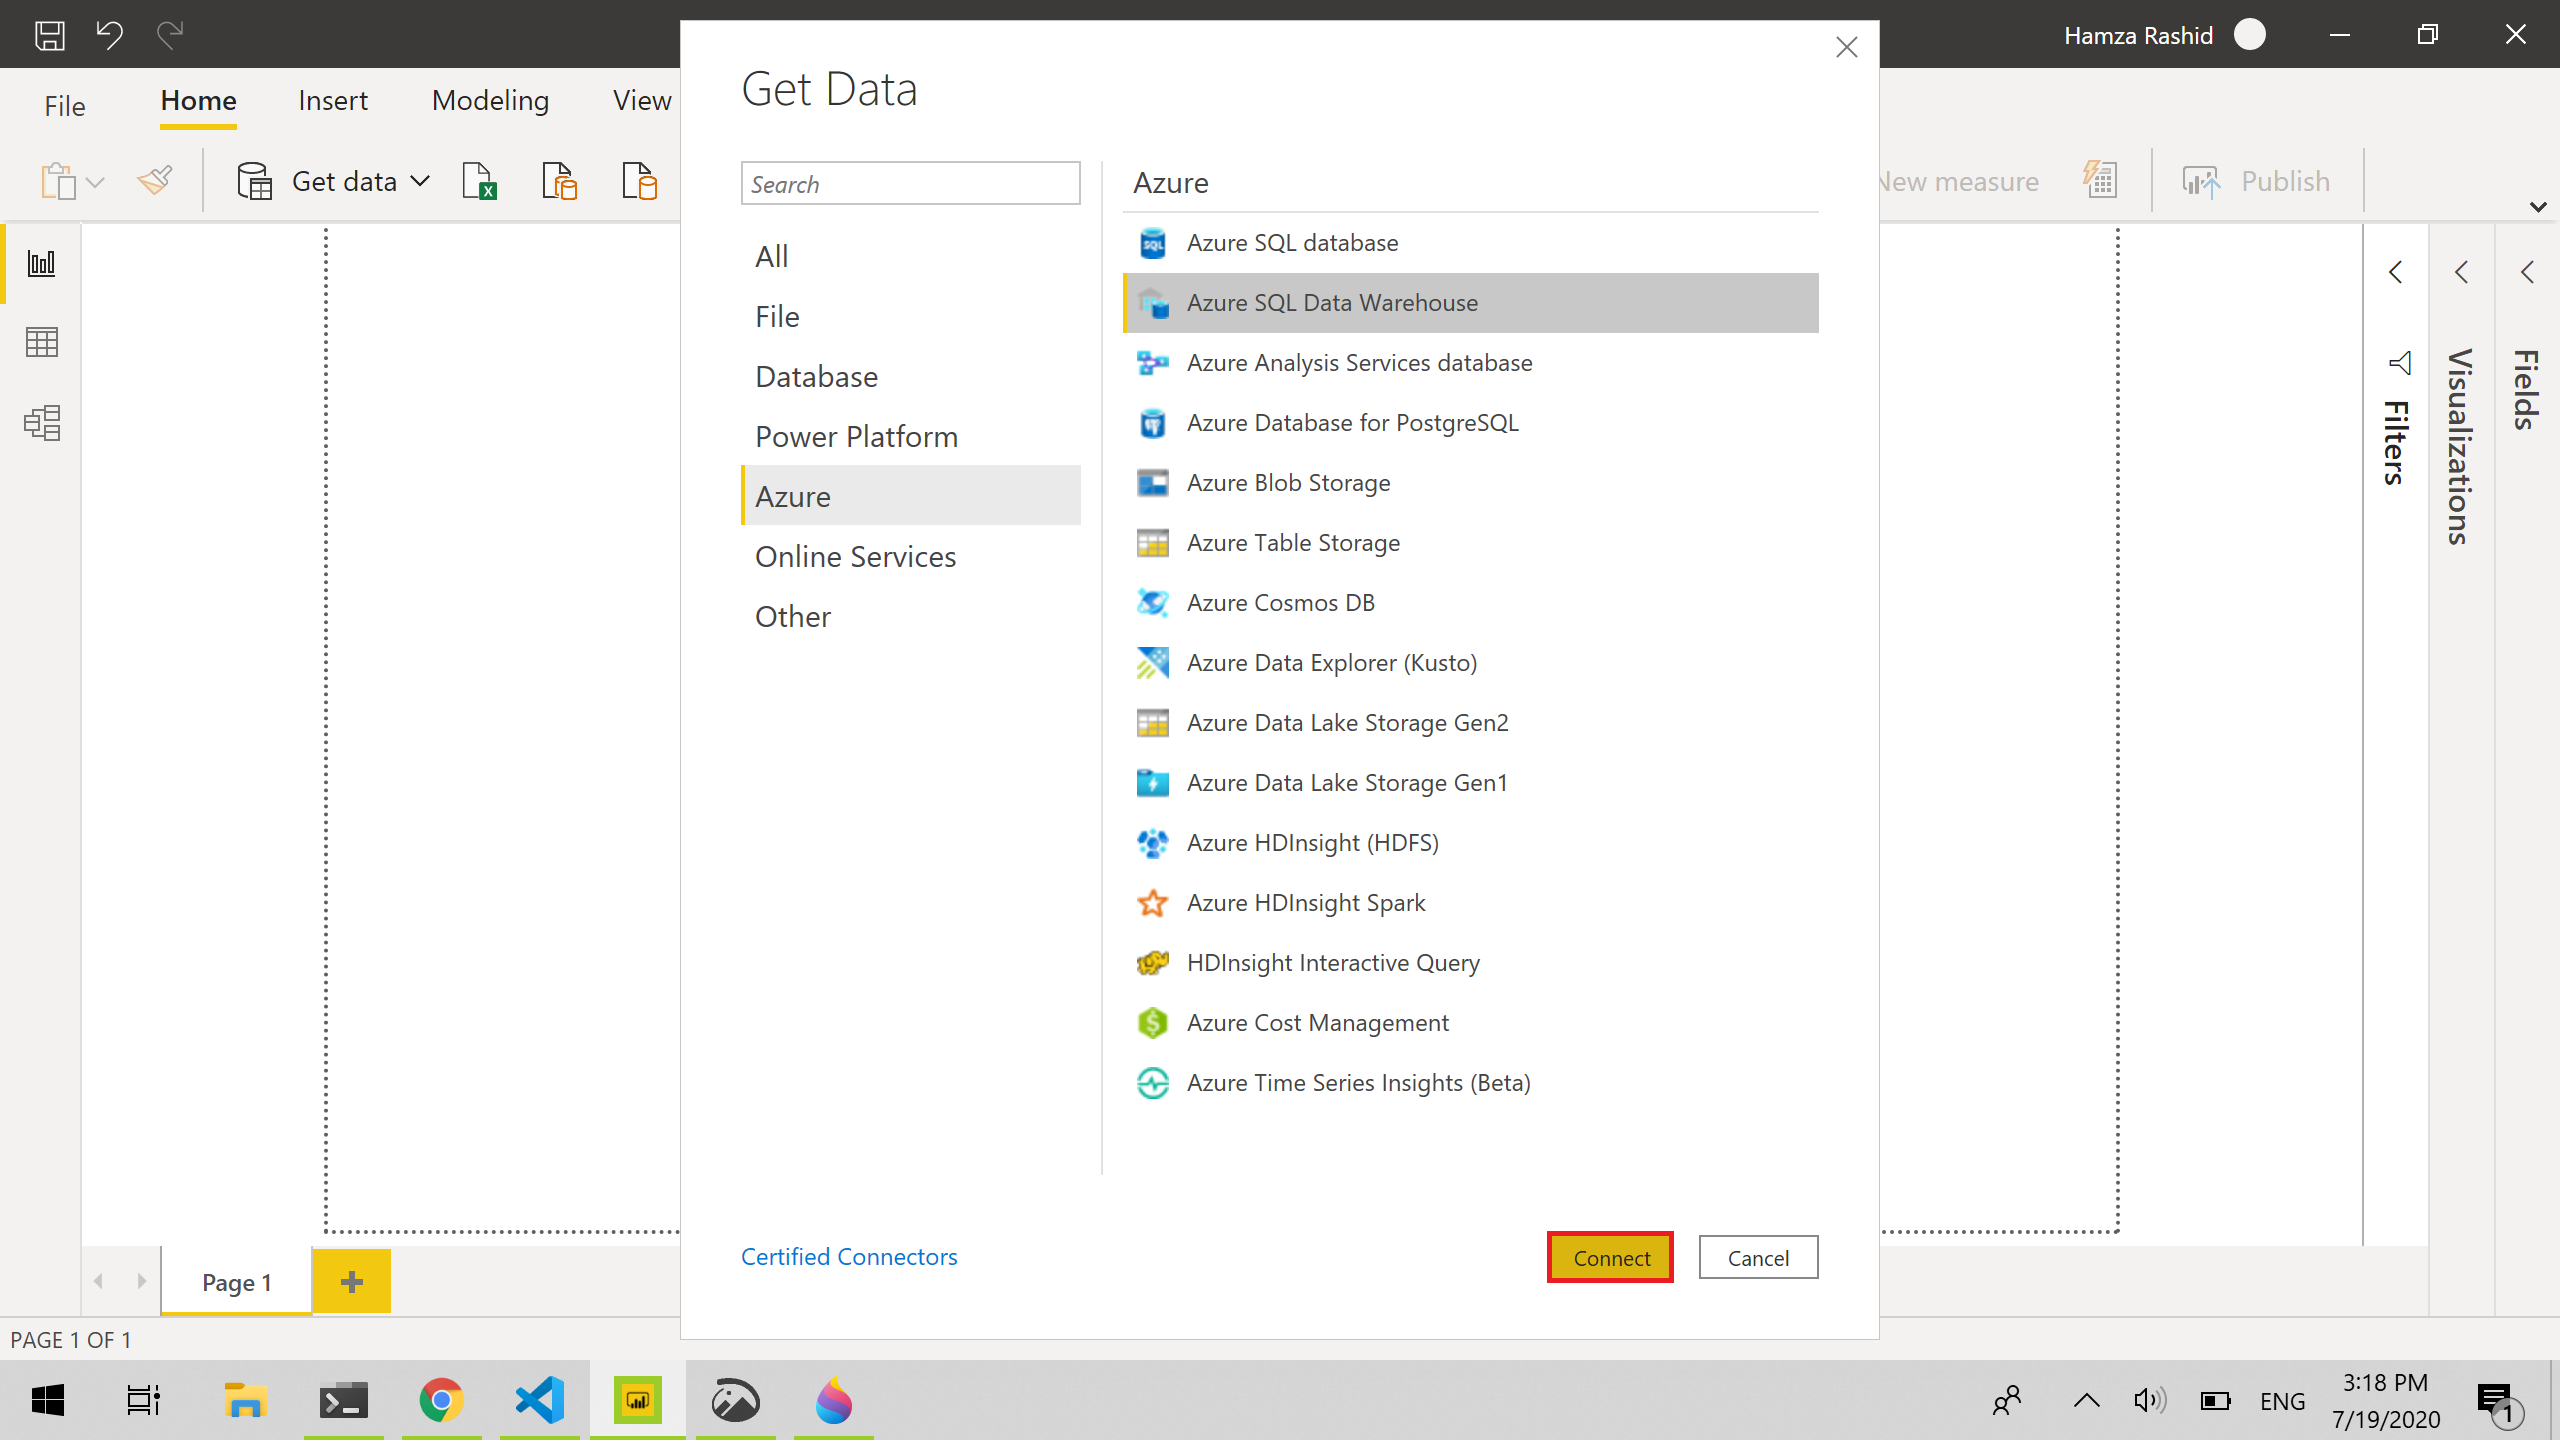 Hamza Rashid
File
Home
Insert
Modeling
View
Get data
New measure
Publish
Get Data
Search
All
File
Database
Power Platform
Azure
Online Services
Other
Azure
Azure SQL database
Azure SQL Data Warehouse
Azure Analysis Services database
Azure Database for PostgreSQL
Azure Blob Storage
Azure Table Storage
Azure Cosmos DB
Azure Data Explorer (Kusto)
Azure Data Lake Storage Gen2
Azure Data Lake Storage Gen1
Azure HDInsight (HDFS)
Azure HDInsight Spark
HDInsight Interactive Query
Azure Cost Management
Azure Time Series Insights (Beta)
Certified Connectors
Connect
Cancel
Filters
Visualizations
Fields
Page 1
PAGE 1 OF 1
ENG
3:18 PM
7/19/2020
1